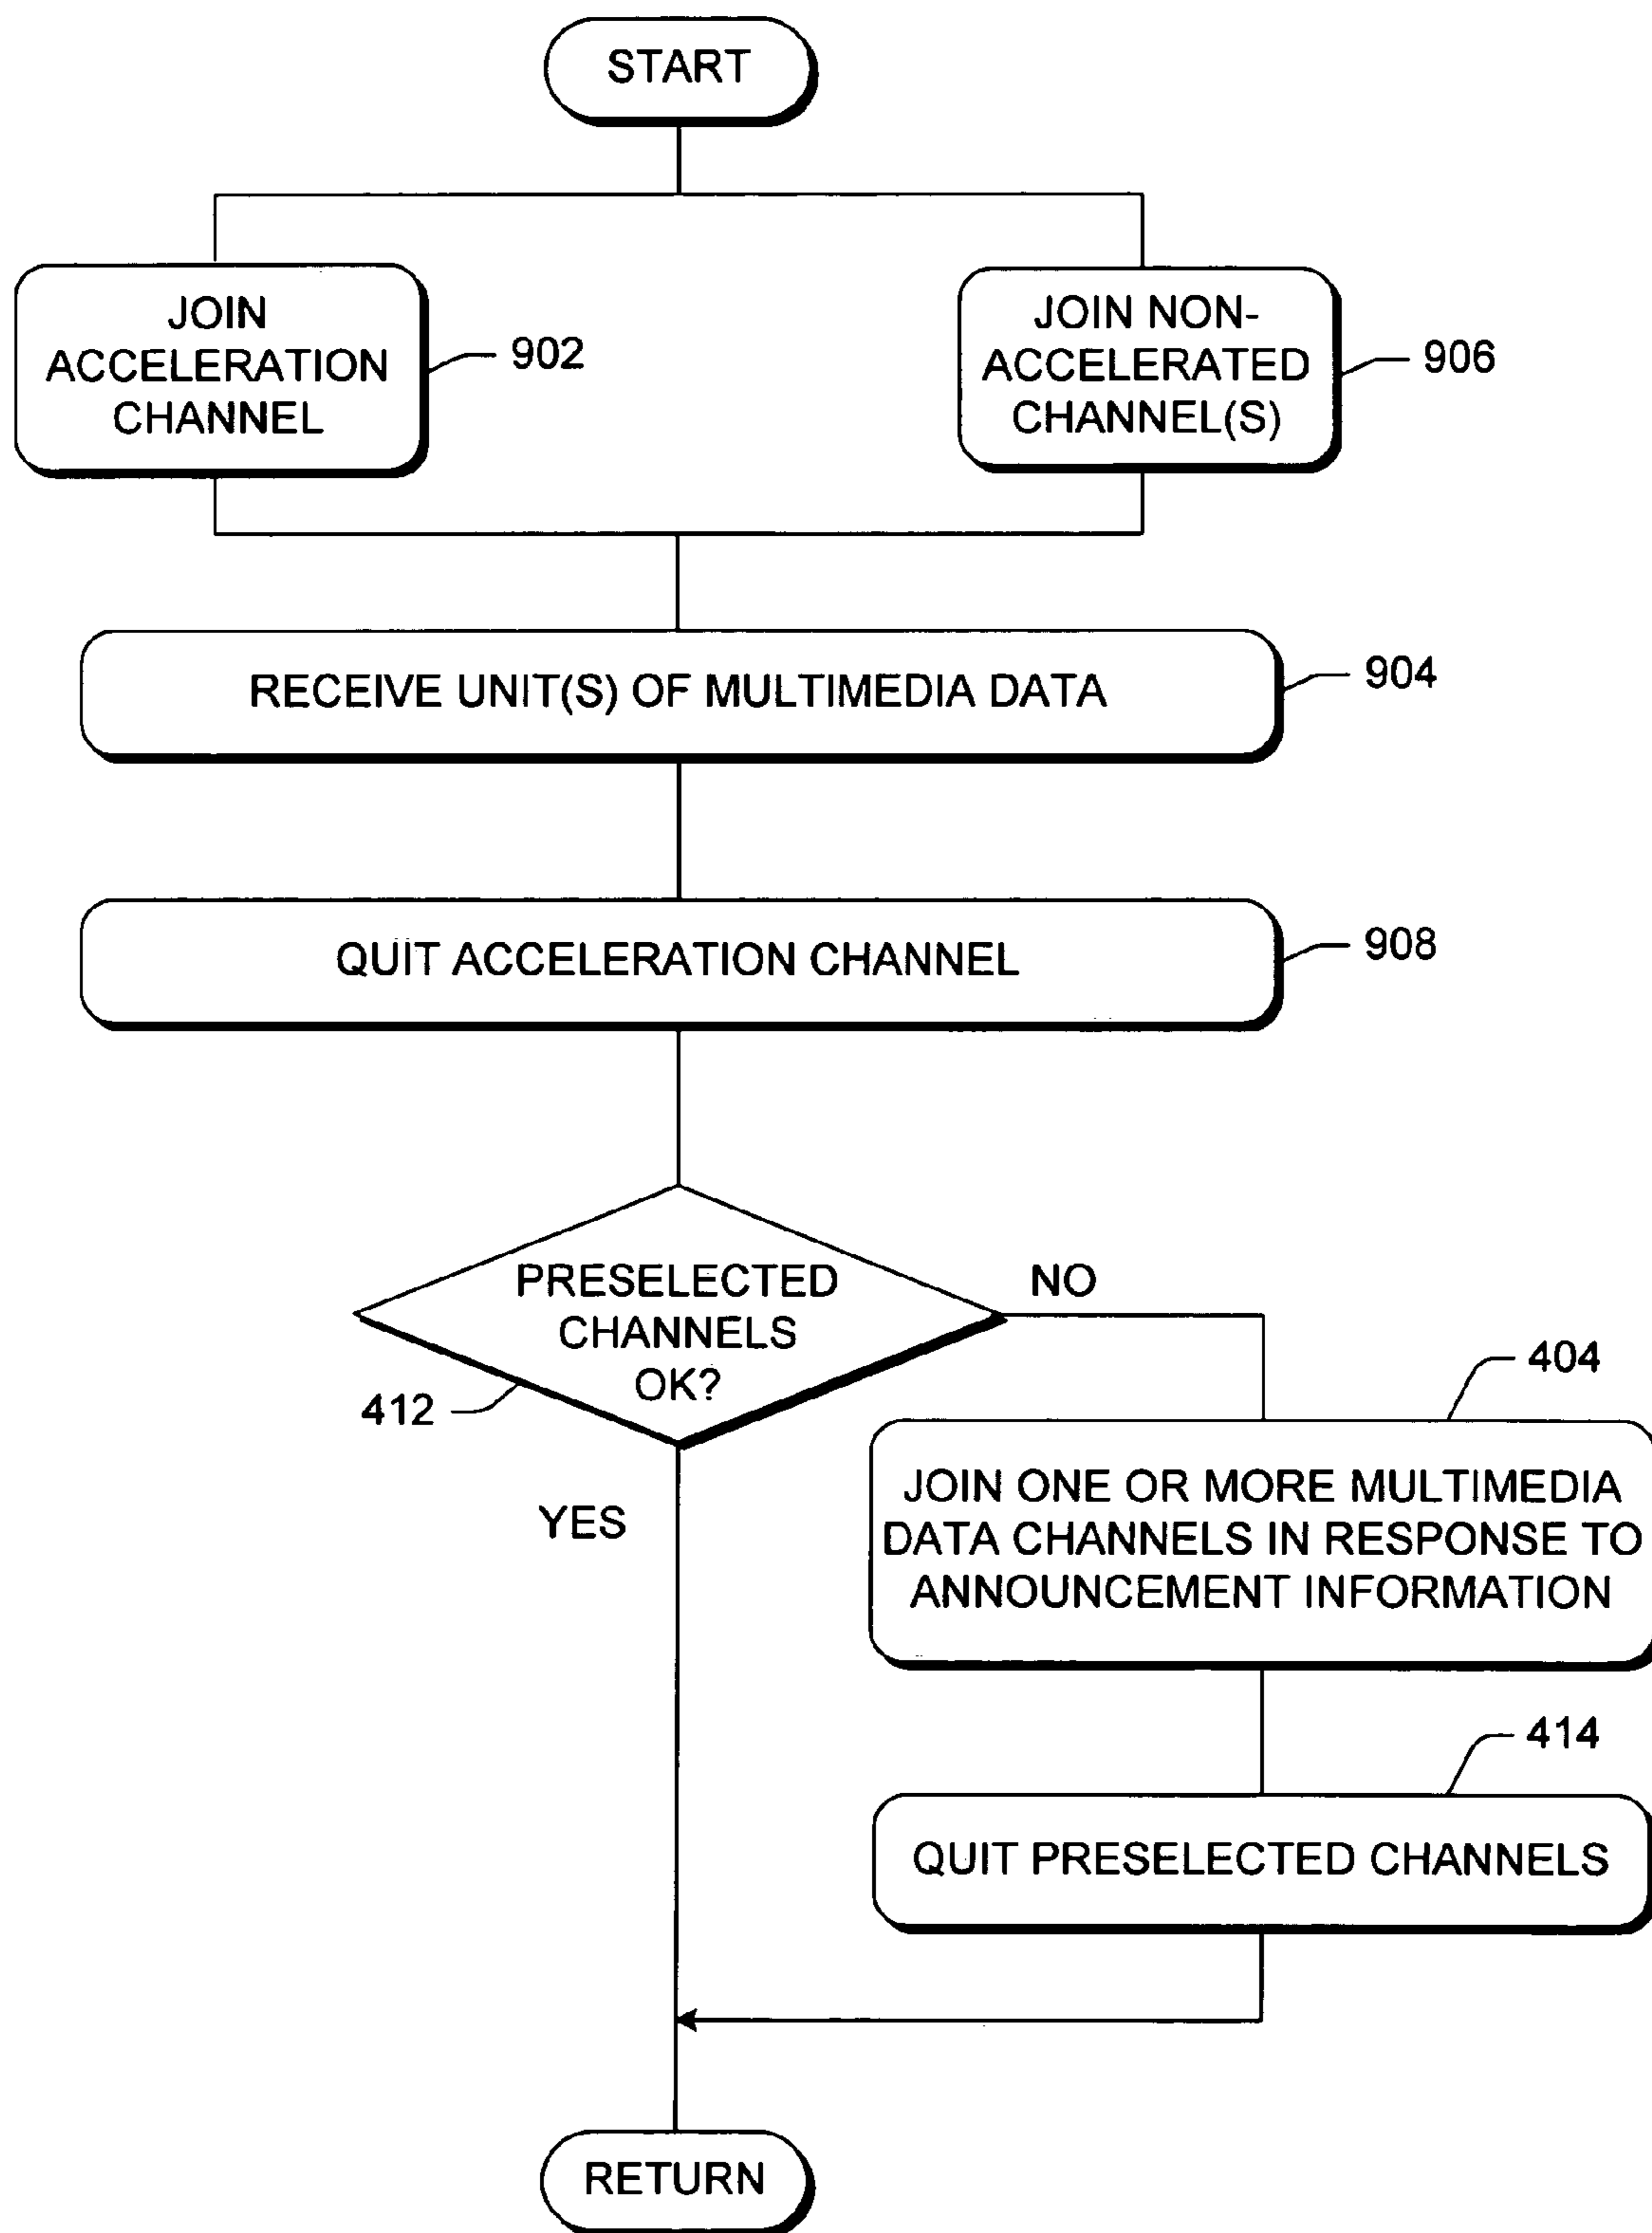 START
JOIN
ACCELERATION
CHANNEL
902
JOIN NON-
ACCELERATED
CHANNEL(S)
906
RECEIVE UNIT(S) OF MULTIMEDIA DATA
904
QUIT ACCELERATION CHANNEL
908
PRESELECTED
CHANNELS
OK?
NO
412
YES
404
JOIN ONE OR MORE MULTIMEDIA
DATA CHANNELS IN RESPONSE TO
ANNOUNCEMENT INFORMATION
414
QUIT PRESELECTED CHANNELS
RETURN